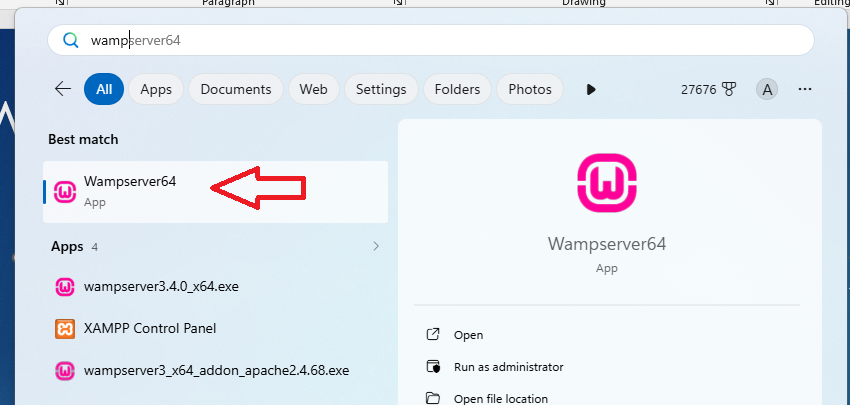 Paragraph Drawing Editing
wampserver64
All Apps Documents Web Settings Folders Photos 27676 A
Best match
Wampserver64
App
Apps 4
wampserver3.4.0_x64.exe
XAMPP Control Panel
wampserver3_x64_addon_apache2.4.68.exe
Wampserver64
App
Open
Run as administrator
Open file location